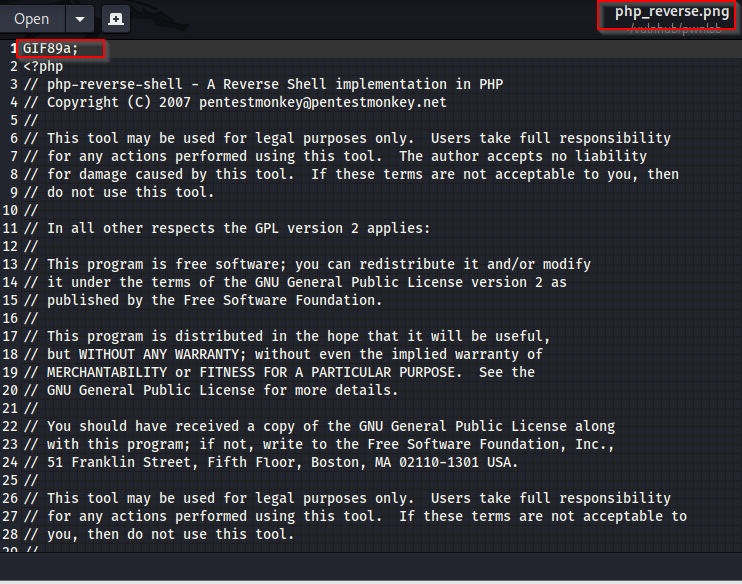 Open
php_reverse.png
~/vulnhub/pwnlab
1 GIF89a;
2 <?php
3 // php-reverse-shell - A Reverse Shell implementation in PHP
4 // Copyright (C) 2007 pentestmonkey@pentestmonkey.net
5 //
6 // This tool may be used for legal purposes only.  Users take full responsibility
7 // for any actions performed using this tool.  The author accepts no liability
8 // for damage caused by this tool.  If these terms are not acceptable to you, then
9 // do not use this tool.
10 //
11 // In all other respects the GPL version 2 applies:
12 //
13 // This program is free software; you can redistribute it and/or modify
14 // it under the terms of the GNU General Public License version 2 as
15 // published by the Free Software Foundation.
16 //
17 // This program is distributed in the hope that it will be useful,
18 // but WITHOUT ANY WARRANTY; without even the implied warranty of
19 // MERCHANTABILITY or FITNESS FOR A PARTICULAR PURPOSE.  See the
20 // GNU General Public License for more details.
21 //
22 // You should have received a copy of the GNU General Public License along
23 // with this program; if not, write to the Free Software Foundation, Inc.,
24 // 51 Franklin Street, Fifth Floor, Boston, MA 02110-1301 USA.
25 //
26 // This tool may be used for legal purposes only.  Users take full responsibility
27 // for any actions performed using this tool.  If these terms are not acceptable to
28 // you, then do not use this tool.
29 //